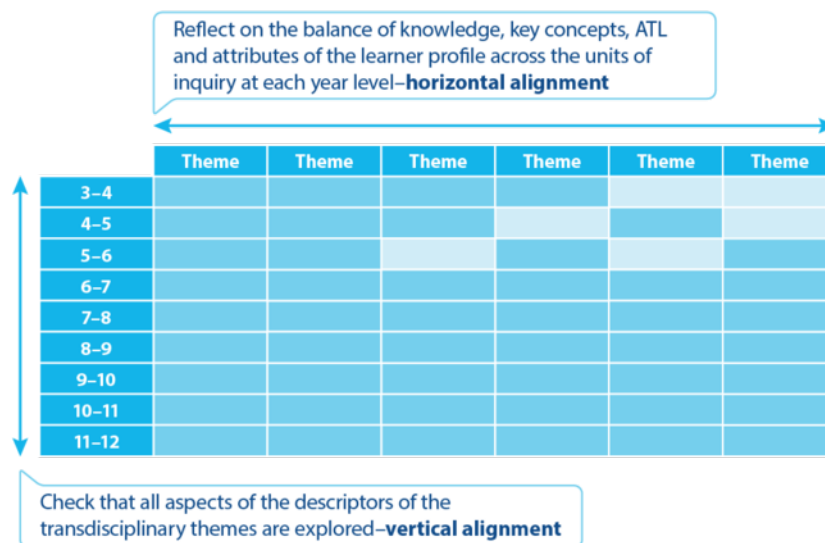 Reflect on the balance of knowledge, key concepts, ATL
and attributes of the learner profile across the units of
inquiry at each year level–horizontal alignment
Theme Theme Theme Theme Theme Theme
3–4
4–5
5–6
6–7
7–8
8–9
9–10
10–11
11–12
Check that all aspects of the descriptors of the
transdisciplinary themes are explored–vertical alignment